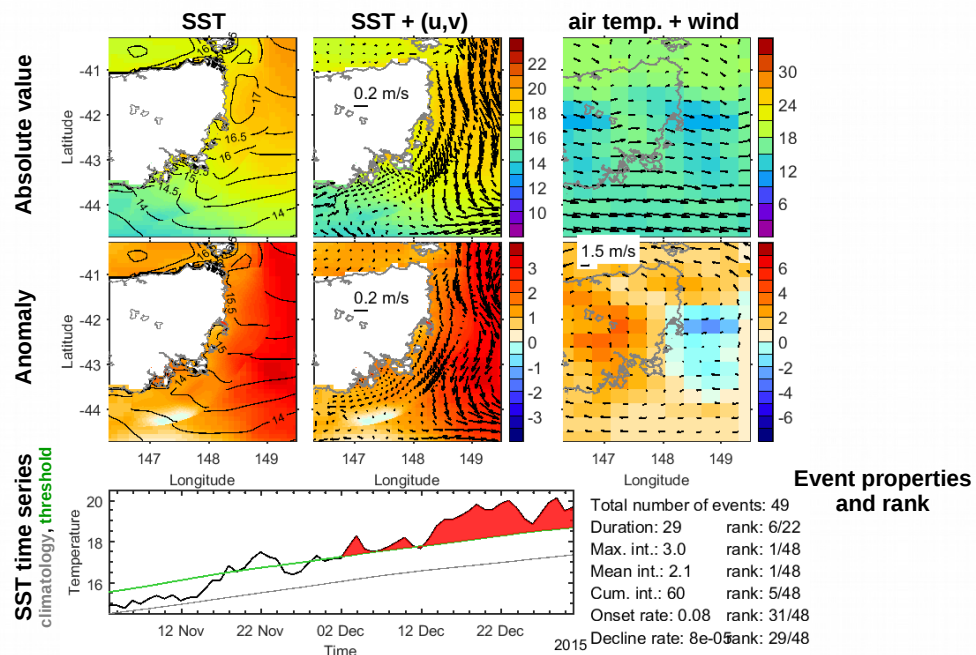 SST
SST + (u,v)
air temp. + wind
Absolute value
Latitude
-41
-42
-43
-44
16.5
17
16.5
16
15
14.5
14
14
0.2 m/s
22
20
18
16
14
12
10
30
24
18
12
6
Anomaly
Latitude
-41
-42
-43
-44
15.5
14
14
0.2 m/s
1.5 m/s
3
2
1
0
-1
-2
-3
6
4
2
0
-2
-4
-6
147 148 149
147 148 149
147 148 149
Longitude
Longitude
Longitude
SST time series
climatology, threshold
Temperature
20
18
16
12 Nov 22 Nov 02 Dec 12 Dec 22 Dec
Time
2015
Event properties
and rank
Total number of events: 49
Duration: 29 rank: 6/22
Max. int.: 3.0 rank: 1/48
Mean int.: 2.1 rank: 1/48
Cum. int.: 60 rank: 5/48
Onset rate: 0.08 rank: 31/48
Decline rate: 8e-05 rank: 29/48